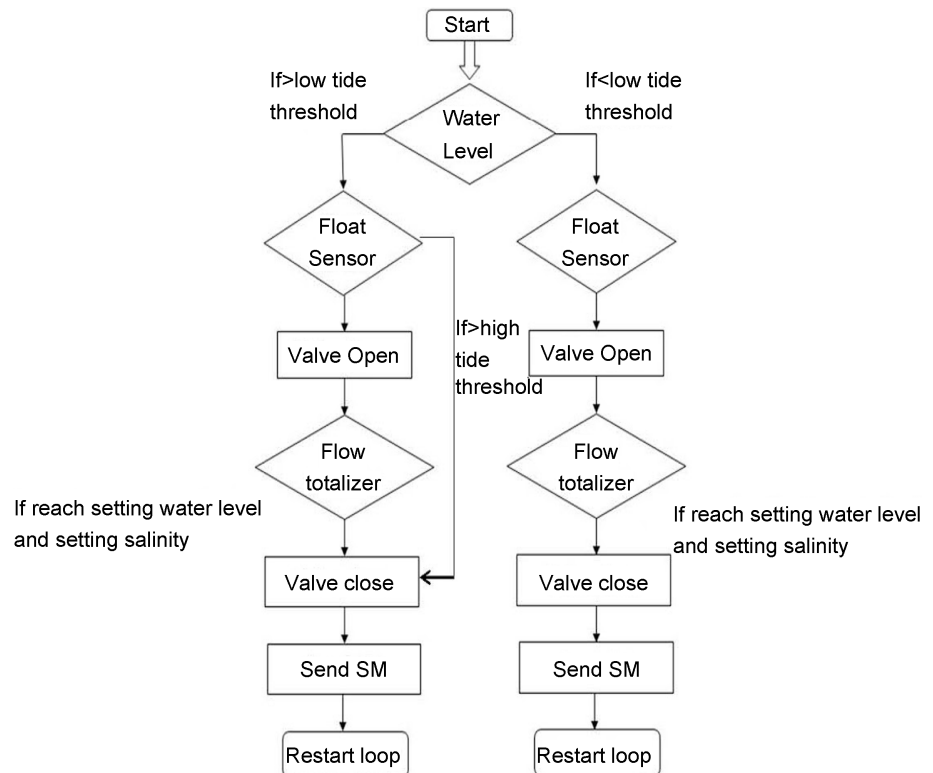 Start
If>low tide
threshold
If<low tide
threshold
Water
Level
Float
Sensor
Float
Sensor
If>high
tide
threshold
Valve Open
Valve Open
Flow
totalizer
Flow
totalizer
If reach setting water level
and setting salinity
If reach setting water level
and setting salinity
Valve close
Valve close
Send SM
Send SM
Restart loop
Restart loop